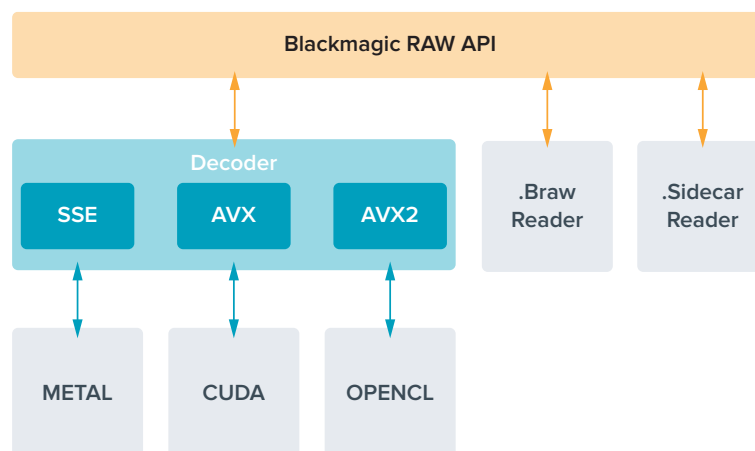 Blackmagic RAW API
Decoder
SSE
AVX
AVX2
.Braw
Reader
.Sidecar
Reader
METAL
CUDA
OPENCL